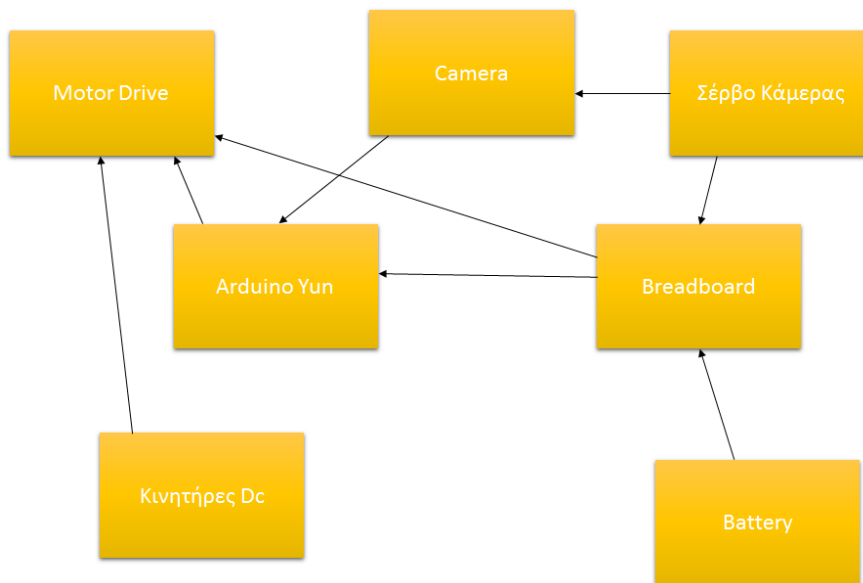 Motor Drive
Camera
Σέρβο Κάμερας
Arduino Yun
Breadboard
Κινητήρες Dc
Battery